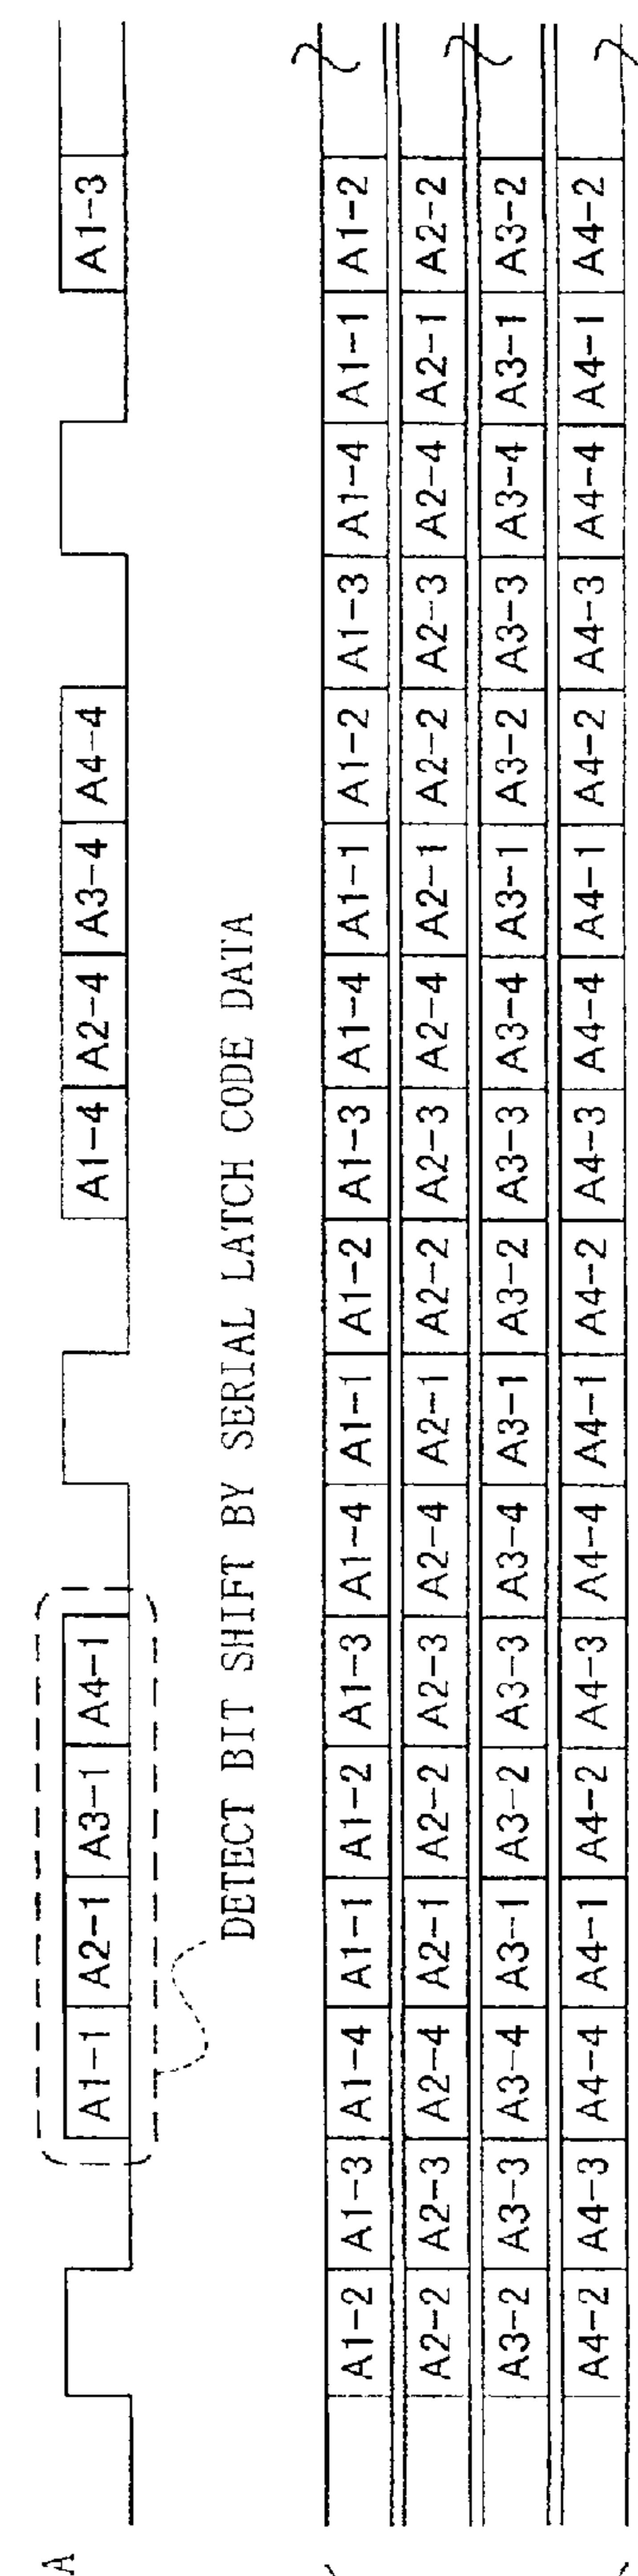 A
A1-1 A2-1 A3-1 A4-1 A1-4 A2-4 A3-4 A4-4 A1-3
DETECT BIT SHIFT BY SERIAL LATCH CODE DATA
A1-2 A1-3 A1-4 A1-1 A1-2 A1-3 A1-4 A1-1 A1-2 A1-3 A1-4 A1-1 A1-2 A1-3 A1-4 A1-1 A1-2
A2-2 A2-3 A2-4 A2-1 A2-2 A2-3 A2-4 A2-1 A2-2 A2-3 A2-4 A2-1 A2-2 A2-3 A2-4 A2-1 A2-2
A3-2 A3-3 A3-4 A3-1 A3-2 A3-3 A3-4 A3-1 A3-2 A3-3 A3-4 A3-1 A3-2 A3-3 A3-4 A3-1 A3-2
A4-2 A4-3 A4-4 A4-1 A4-2 A4-3 A4-4 A4-1 A4-2 A4-3 A4-4 A4-1 A4-2 A4-3 A4-4 A4-1 A4-2